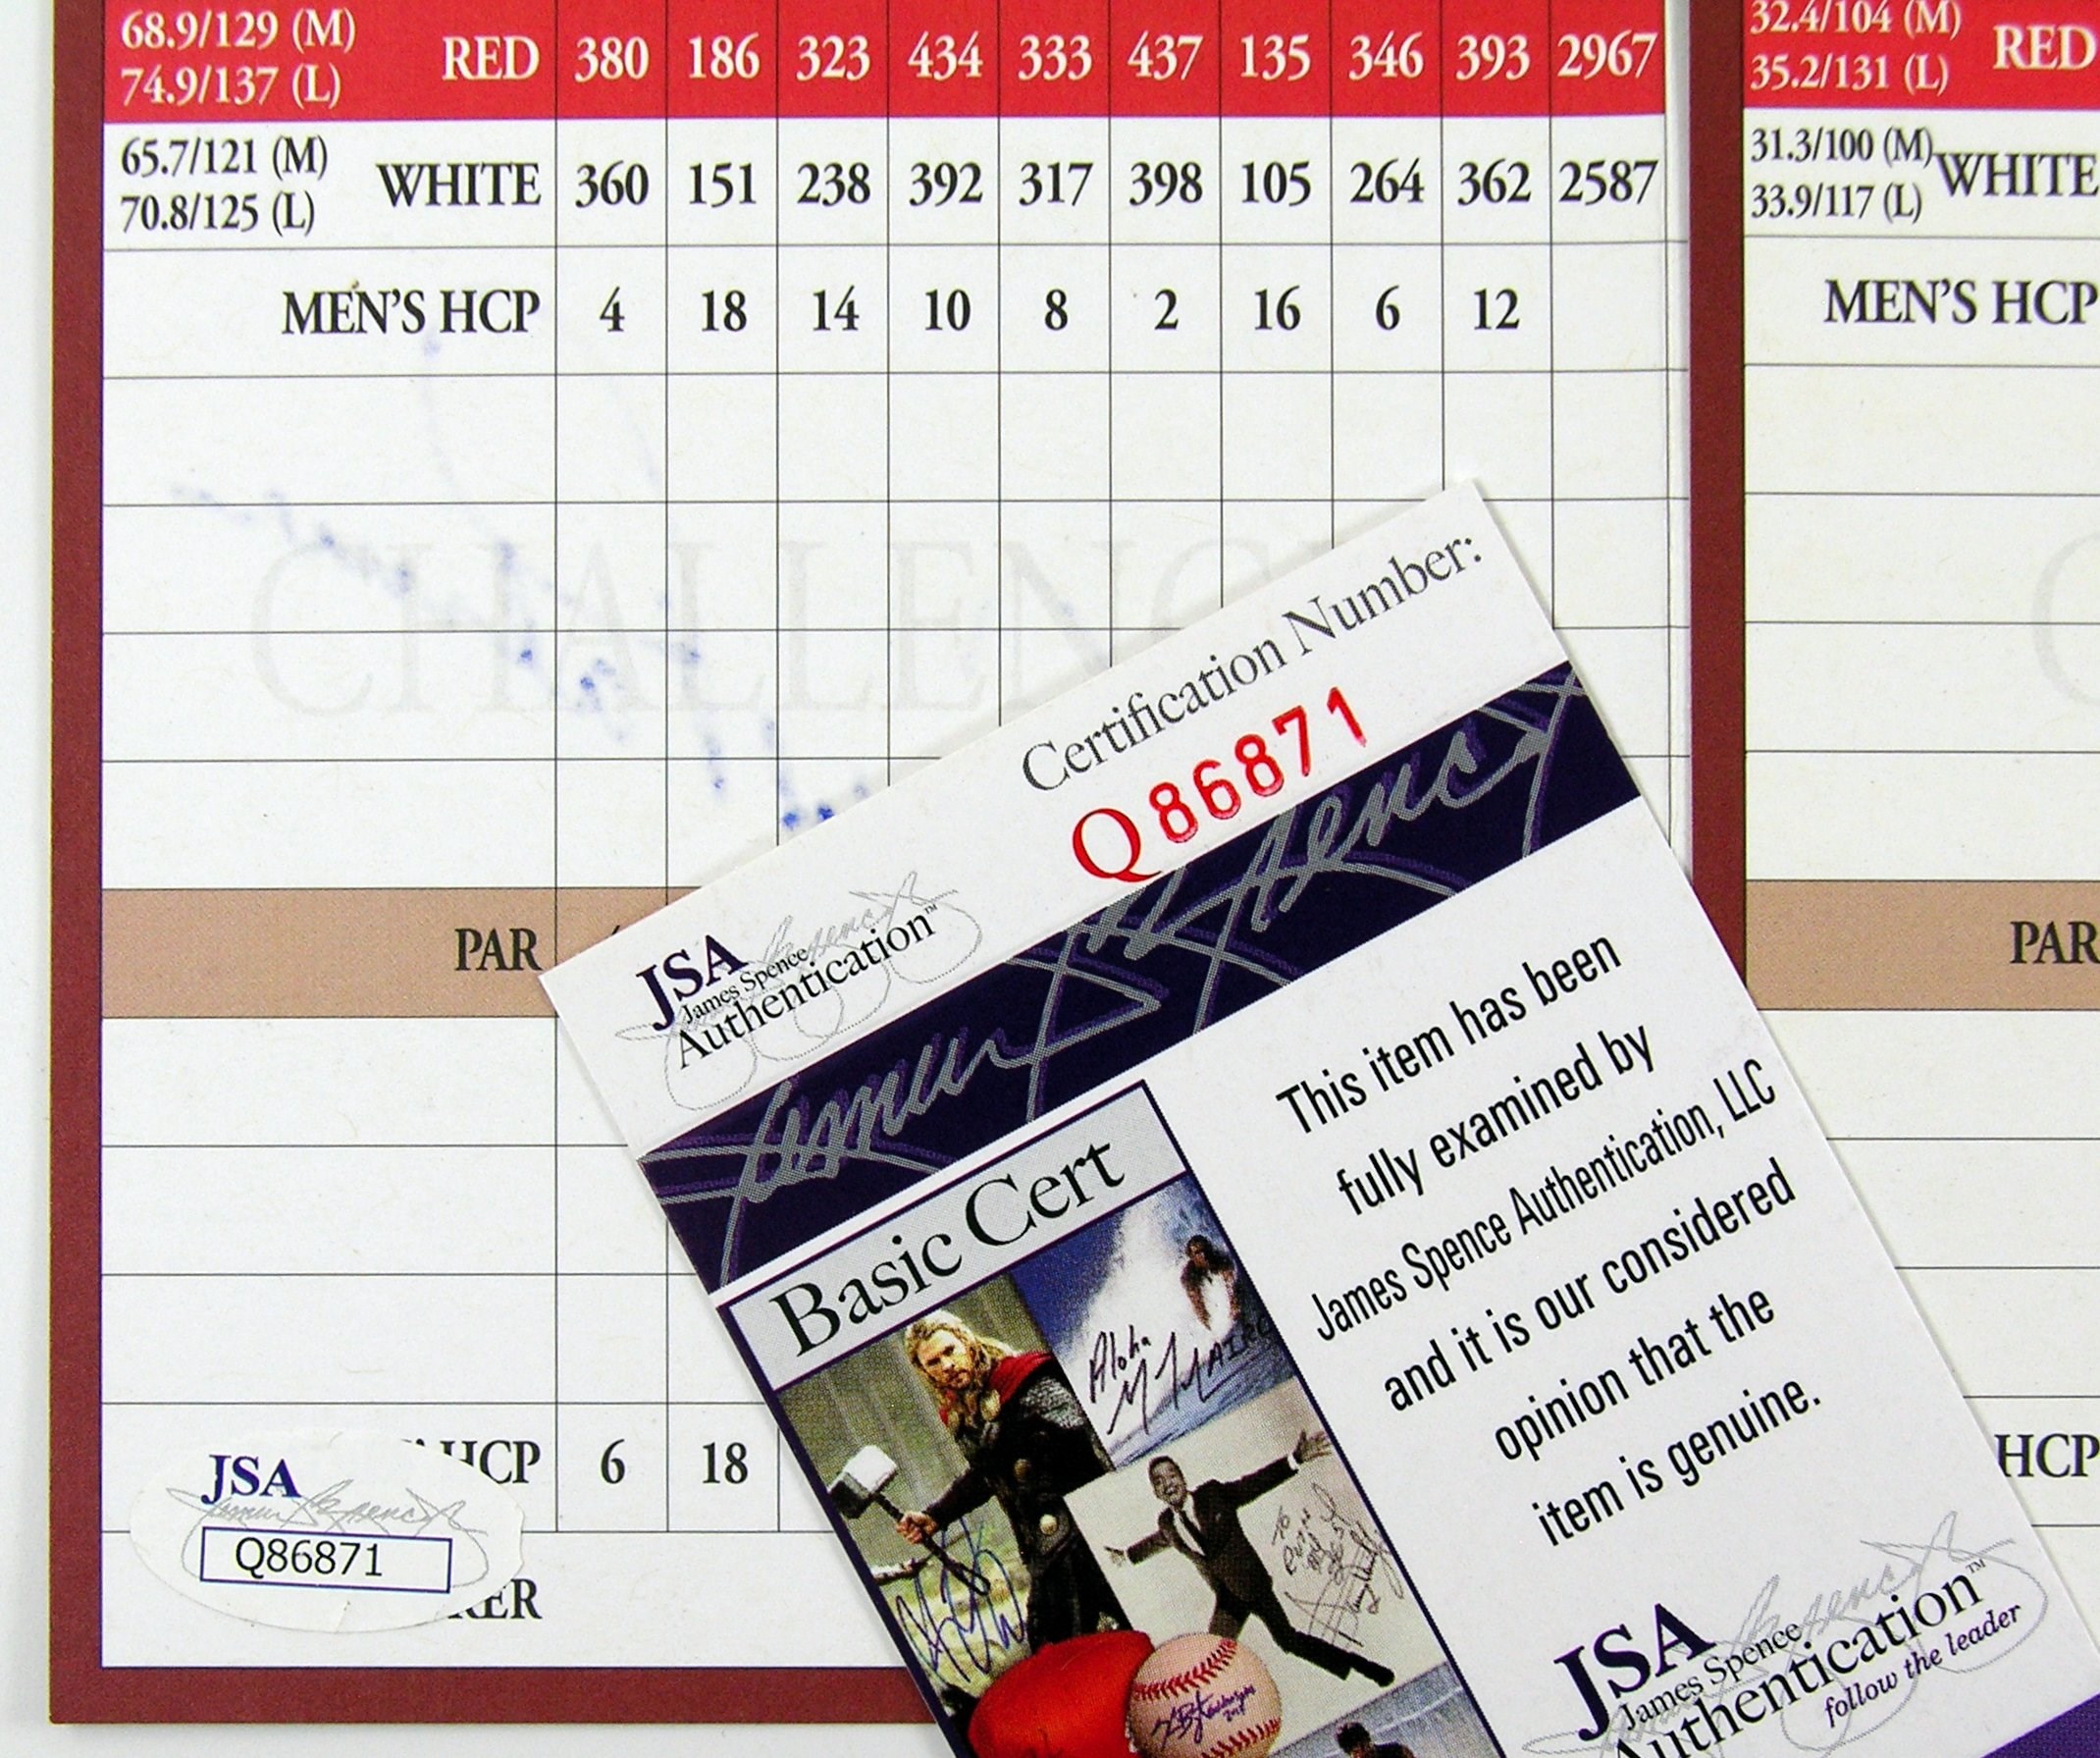 68.9/129 (M)
74.9/137 (L)
RED 380 186 323 434 333 437 135 346 393 2967
32.4/104 (M)
35.2/131 (L)
RED
65.7/121 (M)
70.8/125 (L)
WHITE 360 151 238 392 317 398 105 264 362 2587
31.3/100 (M)
33.9/117 (L)
WHITE
MEN'S HCP 4 18 14 10 8 2 16 6 12
MEN'S HCP
CHALLENG
PAR
PAR
HCP 6 18
HCP
KER
JSA
Q86871
Certification Number:
Q86871
JSA
James Spence
Authentication™
Basic Cert
Aloha
This item has been
fully examined by
James Spence Authentication, LLC
and it is our considered
opinion that the
item is genuine.
JSA
James Spence
Authentication™
follow the leader